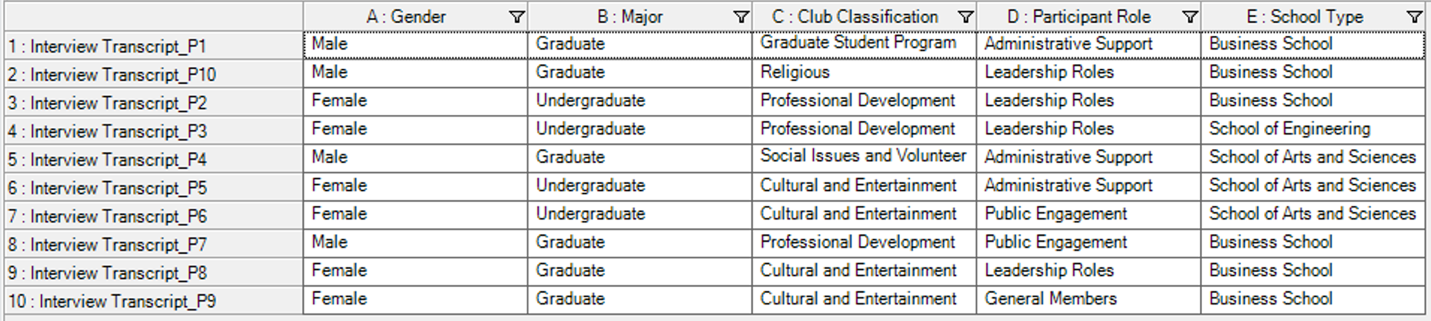 A : Gender B : Major C : Club Classification D : Participant Role E : School Type
1 : Interview Transcript_P1 Male Graduate Graduate Student Program Administrative Support Business School
2 : Interview Transcript_P10 Male Graduate Religious Leadership Roles Business School
3 : Interview Transcript_P2 Female Undergraduate Professional Development Leadership Roles Business School
4 : Interview Transcript_P3 Female Undergraduate Professional Development Leadership Roles School of Engineering
5 : Interview Transcript_P4 Male Graduate Social Issues and Volunteer Administrative Support School of Arts and Sciences
6 : Interview Transcript_P5 Female Undergraduate Cultural and Entertainment Administrative Support School of Arts and Sciences
7 : Interview Transcript_P6 Female Undergraduate Cultural and Entertainment Public Engagement School of Arts and Sciences
8 : Interview Transcript_P7 Male Graduate Professional Development Public Engagement Business School
9 : Interview Transcript_P8 Female Graduate Cultural and Entertainment Leadership Roles Business School
10 : Interview Transcript_P9 Female Graduate Cultural and Entertainment General Members Business School